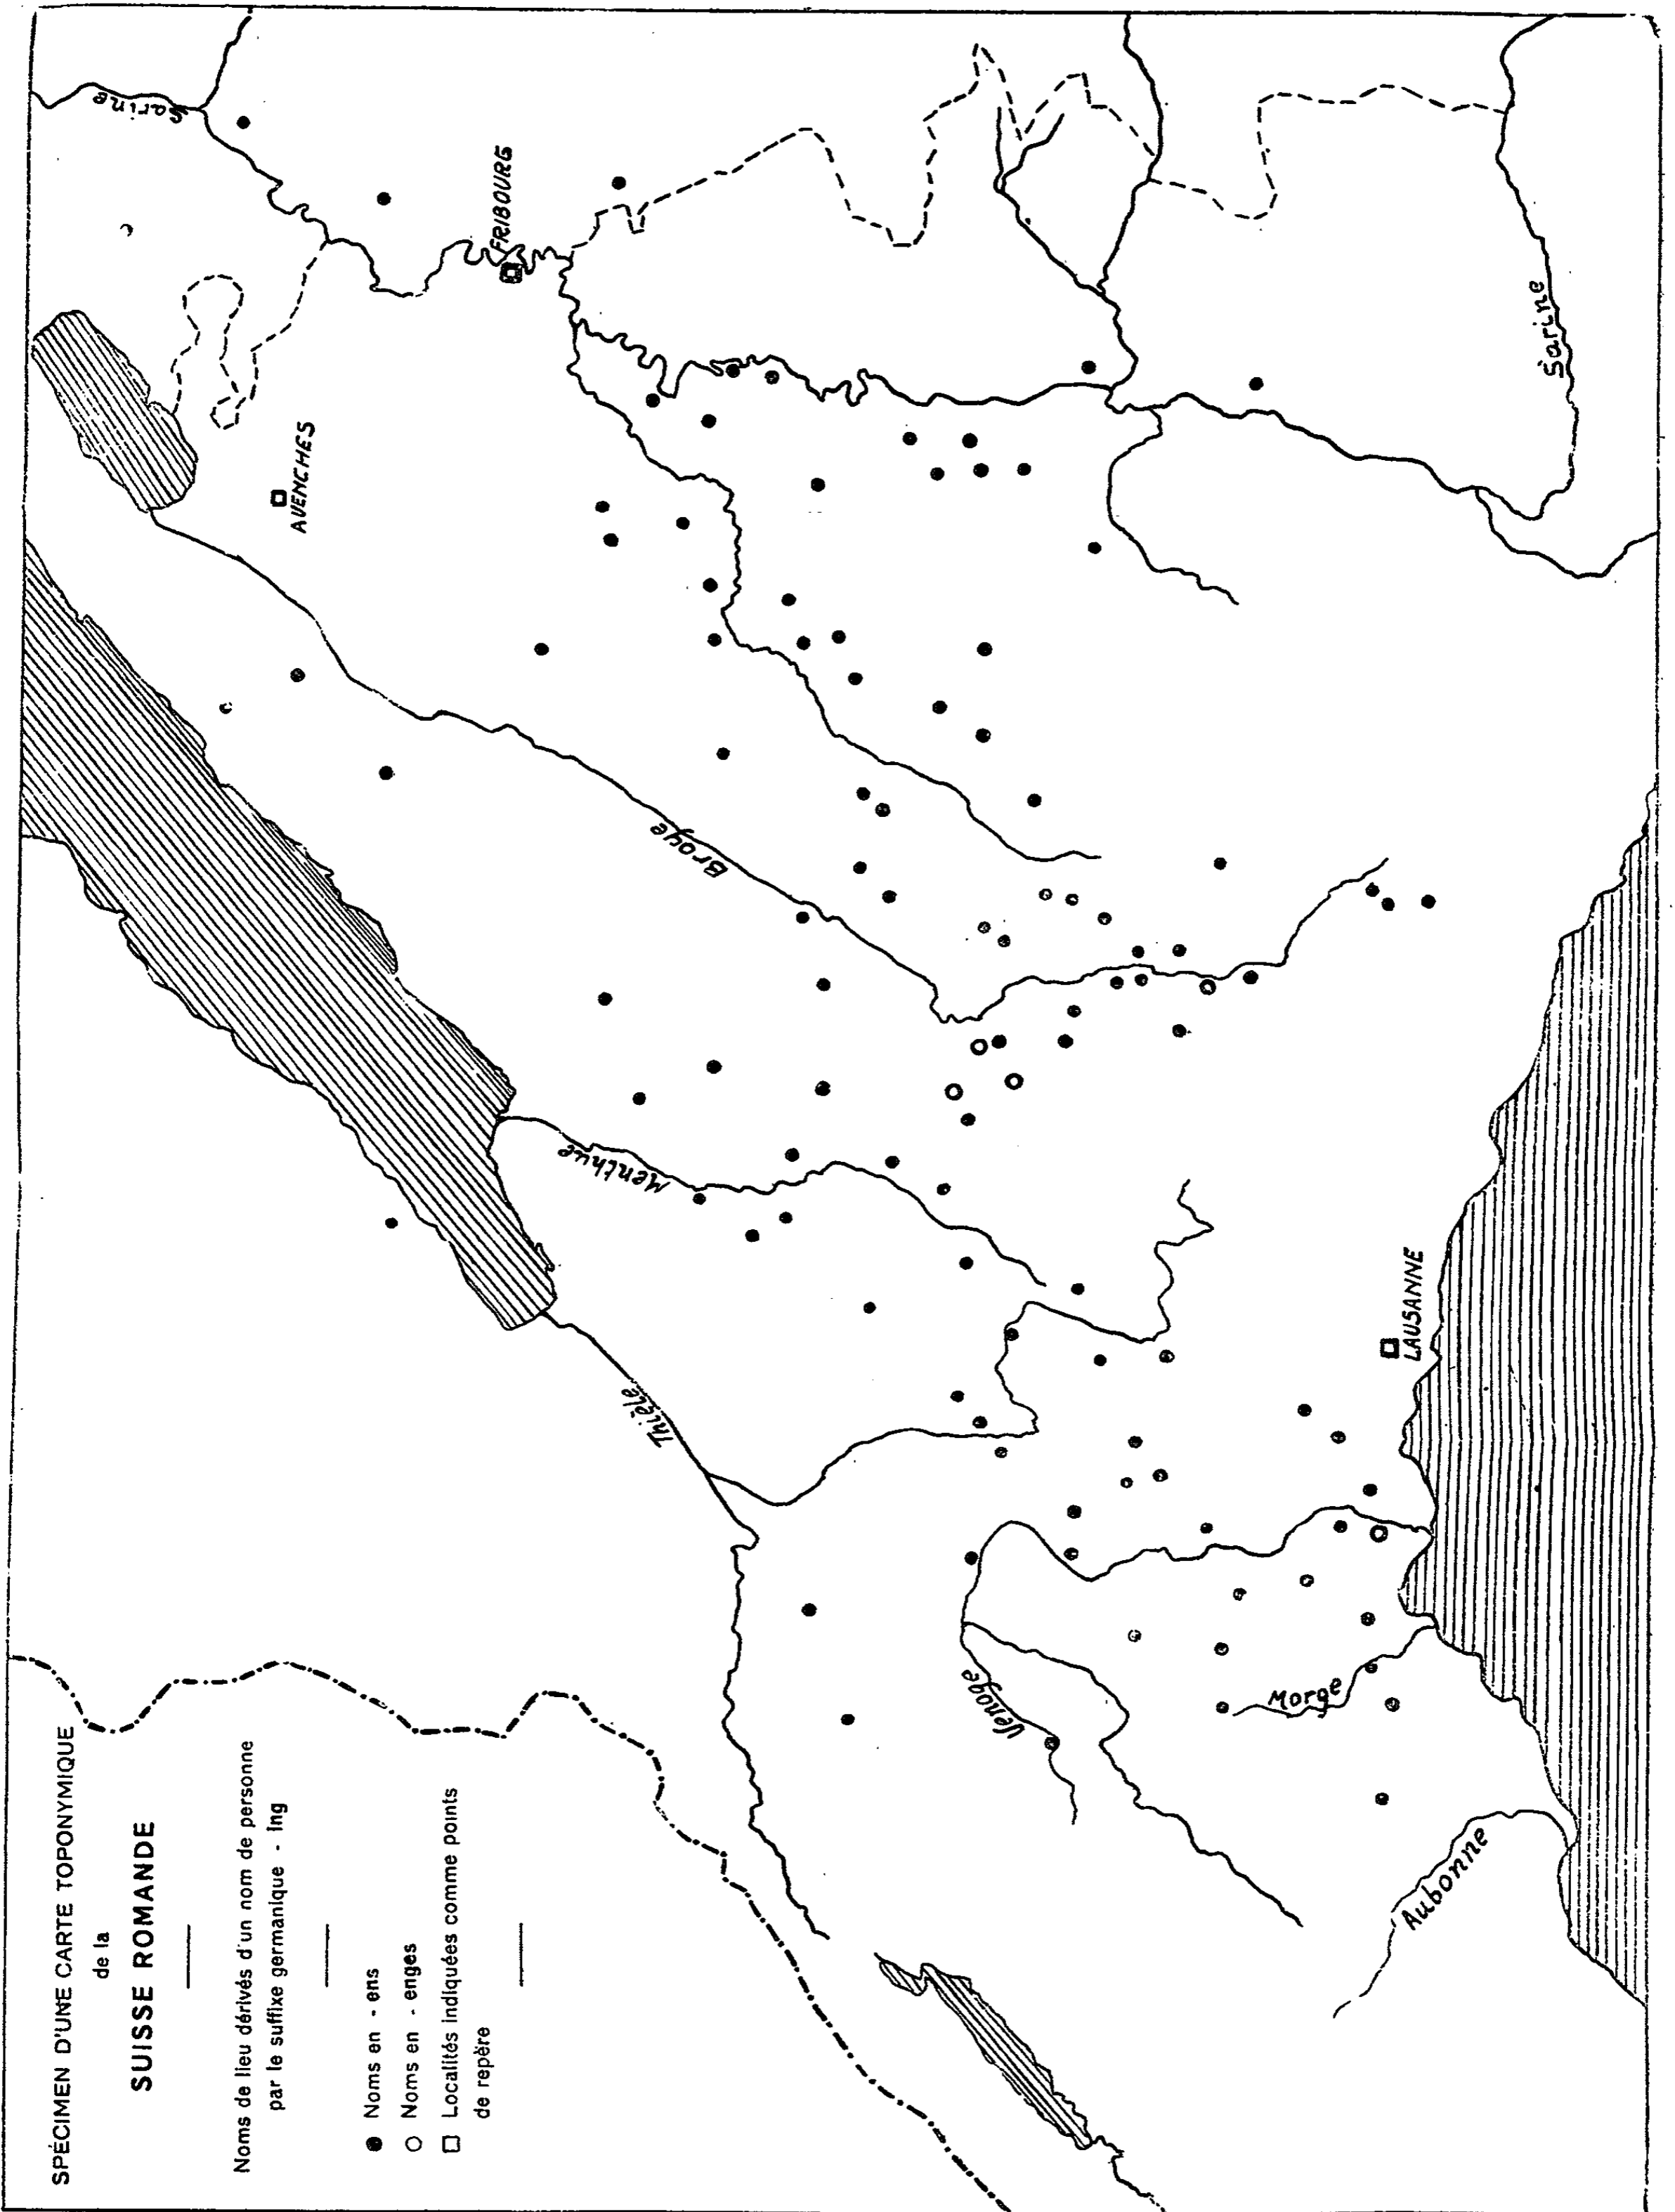 SPÉCIMEN D'UNE CARTE TOPONYMIQUE
de la
SUISSE ROMANDE
Noms de lieu dérivés d'un nom de personne
par le suffixe germanique - ing
Noms en - ens
Noms en - enges
Localités indiquées comme points
de repère
Sarine
FRIBOURG
AVENCHES
Broye
Menthue
Thièle
Sarine
LAUSANNE
Venoge
Morge
Aubonne